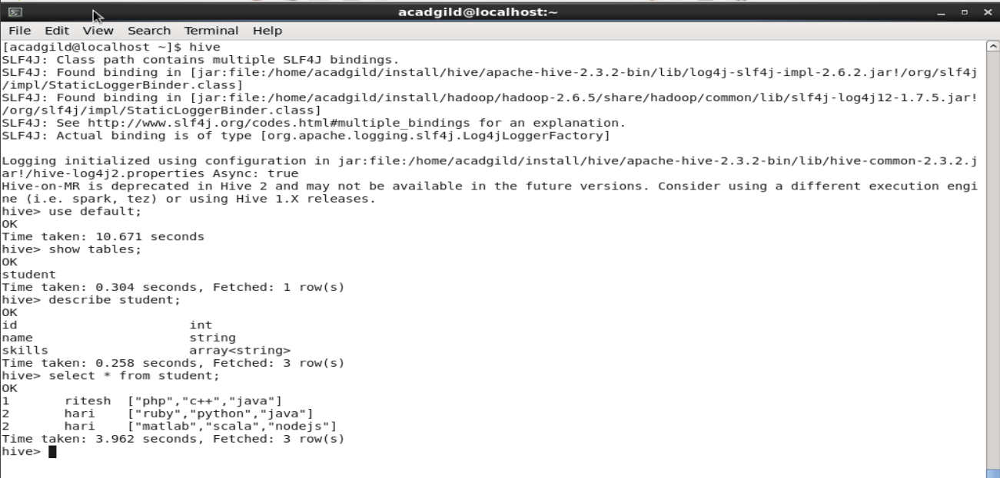 acadgild@localhost:~
File Edit View Search Terminal Help
[acadgild@localhost ~]$ hive
SLF4J: Class path contains multiple SLF4J bindings.
SLF4J: Found binding in [jar:file:/home/acadgild/install/hive/apache-hive-2.3.2-bin/lib/log4j-slf4j-impl-2.6.2.jar!/org/slf4j
/impl/StaticLoggerBinder.class]
SLF4J: Found binding in [jar:file:/home/acadgild/install/hadoop/hadoop-2.6.5/share/hadoop/common/lib/slf4j-log4j12-1.7.5.jar!
/org/slf4j/impl/StaticLoggerBinder.class]
SLF4J: See http://www.slf4j.org/codes.html#multiple_bindings for an explanation.
SLF4J: Actual binding is of type [org.apache.logging.slf4j.Log4jLoggerFactory]
Logging initialized using configuration in jar:file:/home/acadgild/install/hive/apache-hive-2.3.2-bin/lib/hive-common-2.3.2.j
ar!/hive-log4j2.properties Async: true
Hive-on-MR is deprecated in Hive 2 and may not be available in the future versions. Consider using a different execution engi
ne (i.e. spark, tez) or using Hive 1.X releases.
hive> use default;
OK
Time taken: 10.671 seconds
hive> show tables;
OK
student
Time taken: 0.304 seconds, Fetched: 1 row(s)
hive> describe student;
OK
id int
name string
skills array<string>
Time taken: 0.258 seconds, Fetched: 3 row(s)
hive> select * from student;
OK
1 ritesh ["php","c++","java"]
2 hari ["ruby","python","java"]
2 hari ["matlab","scala","nodejs"]
Time taken: 3.962 seconds, Fetched: 3 row(s)
hive>